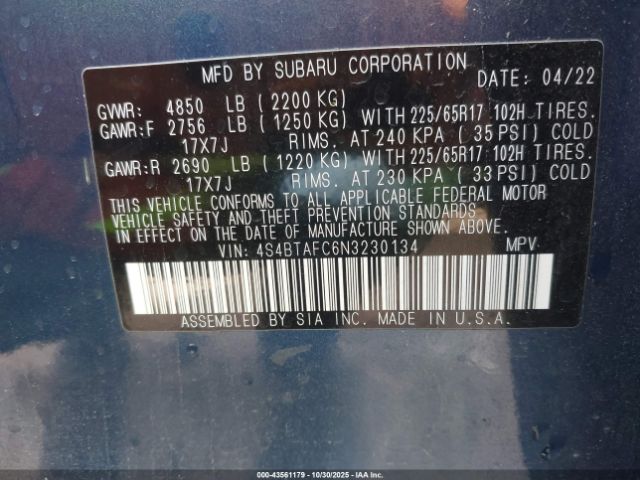 MFD BY SUBARU CORPORATION DATE: 04/22
GVWR: 4850 LB (2200 KG)
GAWR:F 2756 LB (1250 KG) WITH 225/65R17 102H TIRES.
17X7J RIMS. AT 240 KPA (35 PSI) COLD
GAWR:R 2690 LB (1220 KG) WITH 225/65R17 102H TIRES.
17X7J RIMS. AT 230 KPA (33 PSI) COLD
THIS VEHICLE CONFORMS TO ALL APPLICABLE FEDERAL MOTOR
VEHICLE SAFETY AND THEFT PREVENTION STANDARDS
IN EFFECT ON THE DATE OF MANUFACTURE SHOWN ABOVE.
VIN: 4S4BTAFC6N3230134 MPV
ASSEMBLED BY SIA INC. MADE IN U.S.A.
000-43561179 - 10/30/2025 - IAAI.COM